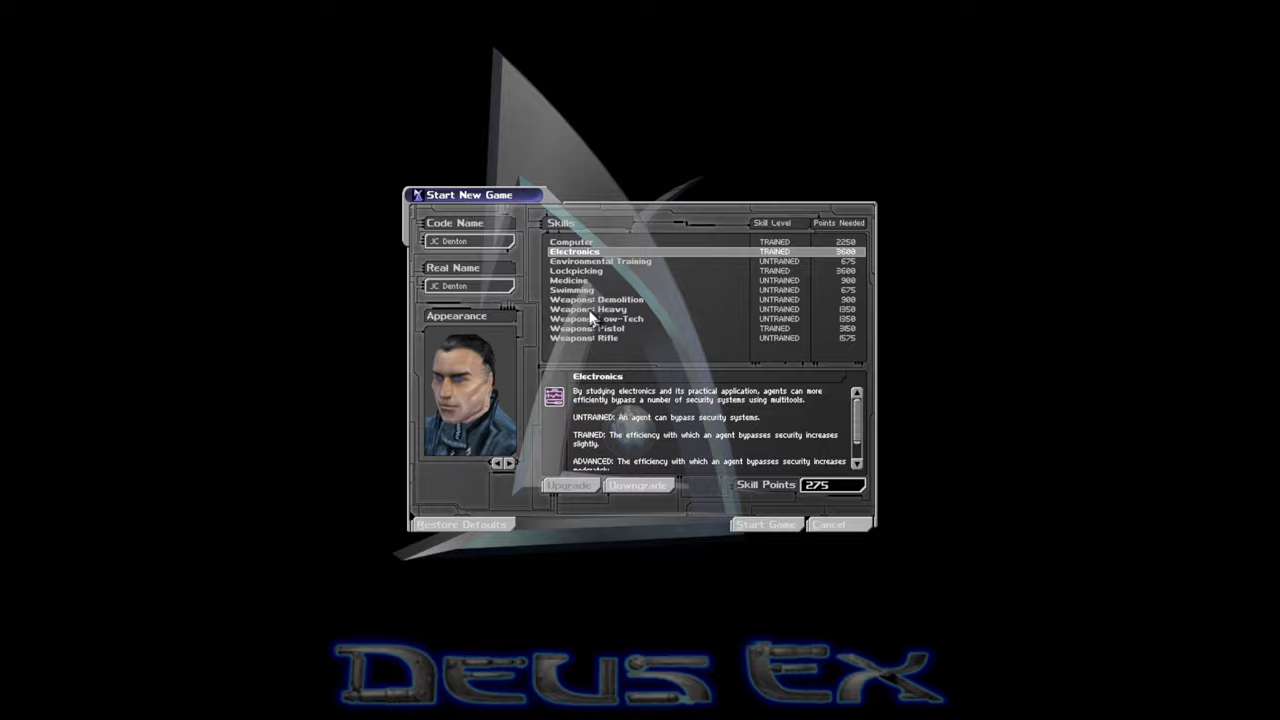 Start New Game
Code Name
JC Denton
Real Name
JC Denton
Appearance
Skills Skill Level Points Needed
Computer TRAINED 2250
Electronics TRAINED 3600
Environmental Training UNTRAINED 675
Lockpicking TRAINED 3600
Medicine UNTRAINED 900
Swimming UNTRAINED 675
Weapons: Demolition UNTRAINED 900
Weapons: Heavy UNTRAINED 1350
Weapons: Low-Tech UNTRAINED 1350
Weapons: Pistol TRAINED 3150
Weapons: Rifle UNTRAINED 1575
Electronics
By studying electronics and its practical application, agents can more
efficiently bypass a number of security systems using multitools.
UNTRAINED: An agent can bypass security systems.
TRAINED: The efficiency with which an agent bypasses security increases
slightly.
ADVANCED: The efficiency with which an agent bypasses security increases
moderately.
Upgrade Downgrade Skill Points 275
Restore Defaults Start Game Cancel
DEUS EX